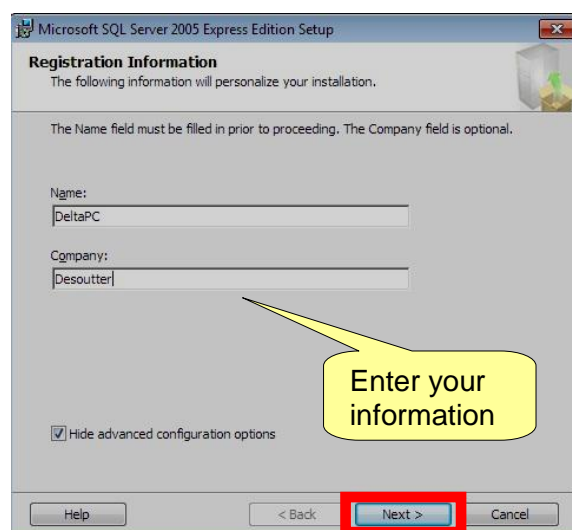 Microsoft SQL Server 2005 Express Edition Setup
Registration Information
The following information will personalize your installation.
The Name field must be filled in prior to proceeding. The Company field is optional.
Name:
DeltaPC
Company:
Desoutter
Enter your
information
Hide advanced configuration options
Help
< Back
Next >
Cancel